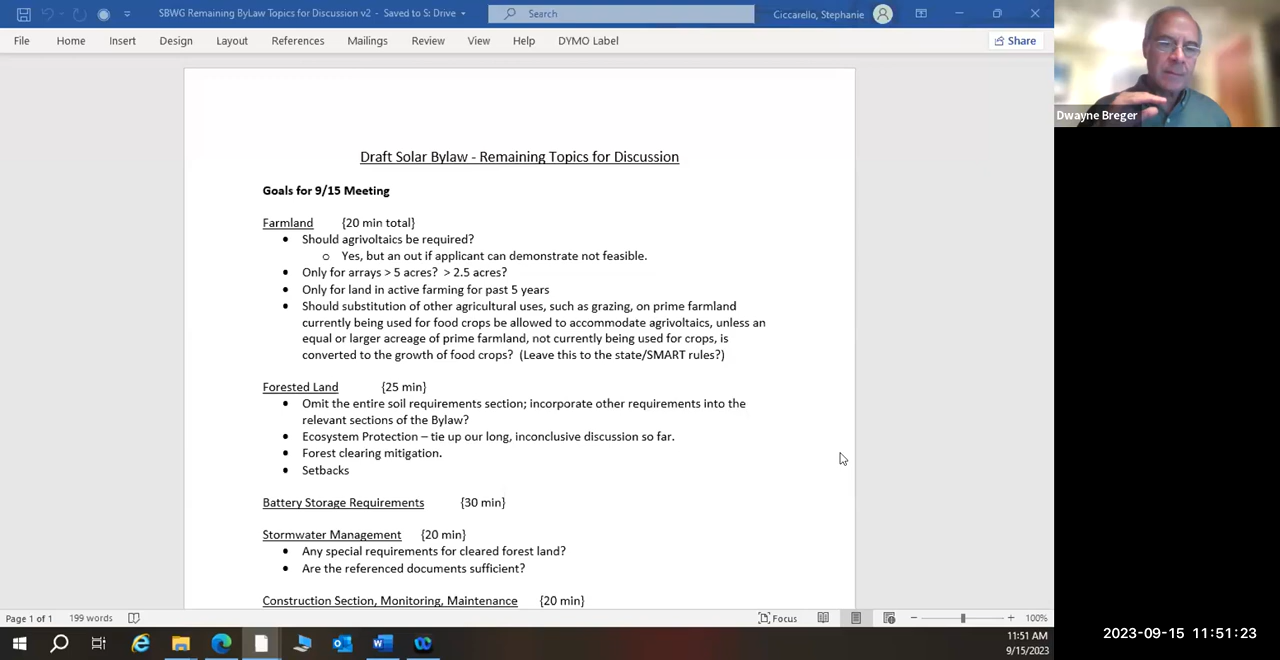 SBWG Remaining ByLaw Topics for Discussion v2 - Saved to S: Drive
Search
Ciccarello, Stephanie
File Home Insert Design Layout References Mailings Review View Help DYMO Label
Share
Dwayne Breger
Draft Solar Bylaw - Remaining Topics for Discussion
Goals for 9/15 Meeting
Farmland {20 min total}
• Should agrivoltaics be required?
o Yes, but an out if applicant can demonstrate not feasible.
• Only for arrays > 5 acres? > 2.5 acres?
• Only for land in active farming for past 5 years
• Should substitution of other agricultural uses, such as grazing, on prime farmland
currently being used for food crops be allowed to accommodate agrivoltaics, unless an
equal or larger acreage of prime farmland, not currently being used for crops, is
converted to the growth of food crops? (Leave this to the state/SMART rules?)
Forested Land {25 min}
• Omit the entire soil requirements section; incorporate other requirements into the
relevant sections of the Bylaw?
• Ecosystem Protection – tie up our long, inconclusive discussion so far.
• Forest clearing mitigation.
• Setbacks
Battery Storage Requirements {30 min}
Stormwater Management {20 min}
• Any special requirements for cleared forest land?
• Are the referenced documents sufficient?
Construction Section, Monitoring, Maintenance {20 min}
Page 1 of 1 199 words
Focus
100%
11:51 AM
9/15/2023
2023-09-15 11:51:23